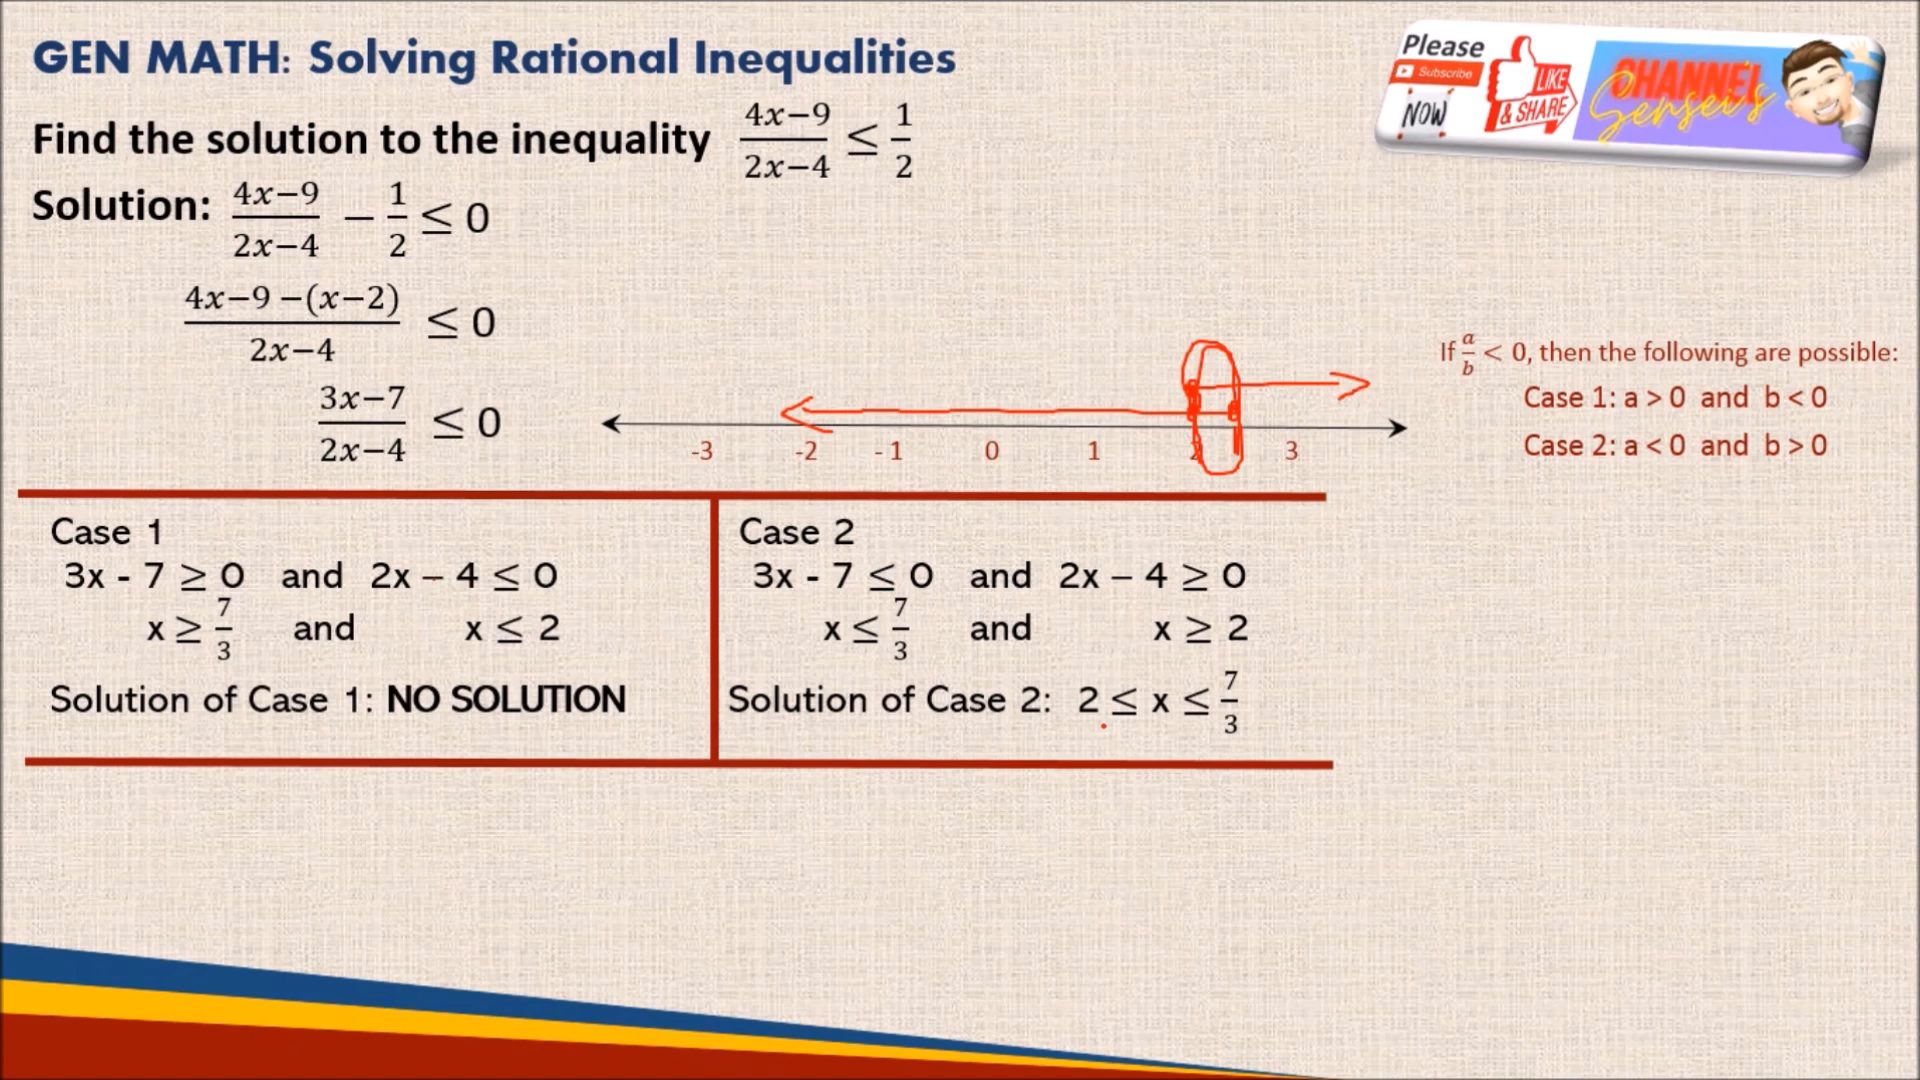 GEN MATH: Solving Rational Inequalities
Please
Subscribe
NOW
LIKE
& SHARE
CHANNEL
Sensei's
Find the solution to the inequality (4x−9)/(2x−4) ≤ 1/2
Solution: (4x−9)/(2x−4) − 1/2 ≤ 0
(4x−9 −(x−2))/(2x−4) ≤ 0
(3x−7)/(2x−4) ≤ 0
-3 -2 - 1 0 1 2 3
If a/b < 0, then the following are possible:
Case 1: a > 0 and b < 0
Case 2: a < 0 and b > 0
Case 1
3x - 7 ≥ 0 and 2x – 4 ≤ 0
x ≥ 7/3 and x ≤ 2
Solution of Case 1: NO SOLUTION
Case 2
3x - 7 ≤ 0 and 2x – 4 ≥ 0
x ≤ 7/3 and x ≥ 2
Solution of Case 2: 2 ≤ x ≤ 7/3